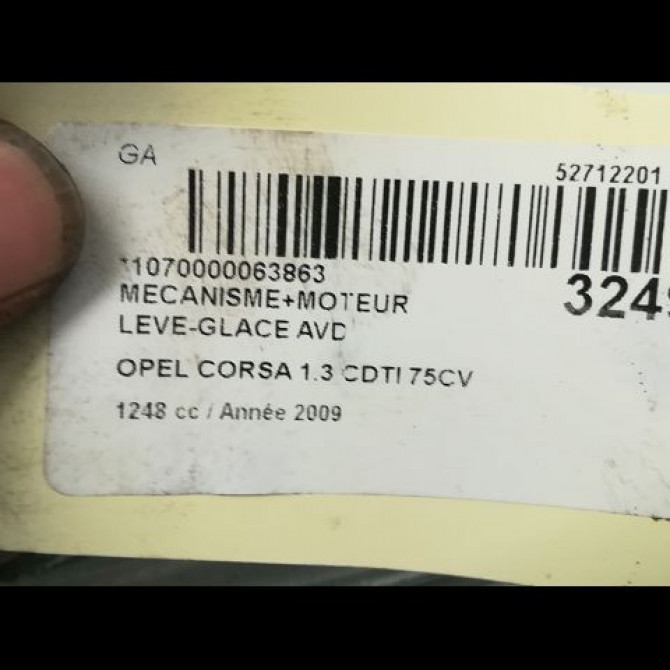 GA
52712201
*1070000063863
MECANISME+MOTEUR
LEVE-GLACE AVD
OPEL CORSA 1.3 CDTI 75CV
1248 cc / Année 2009